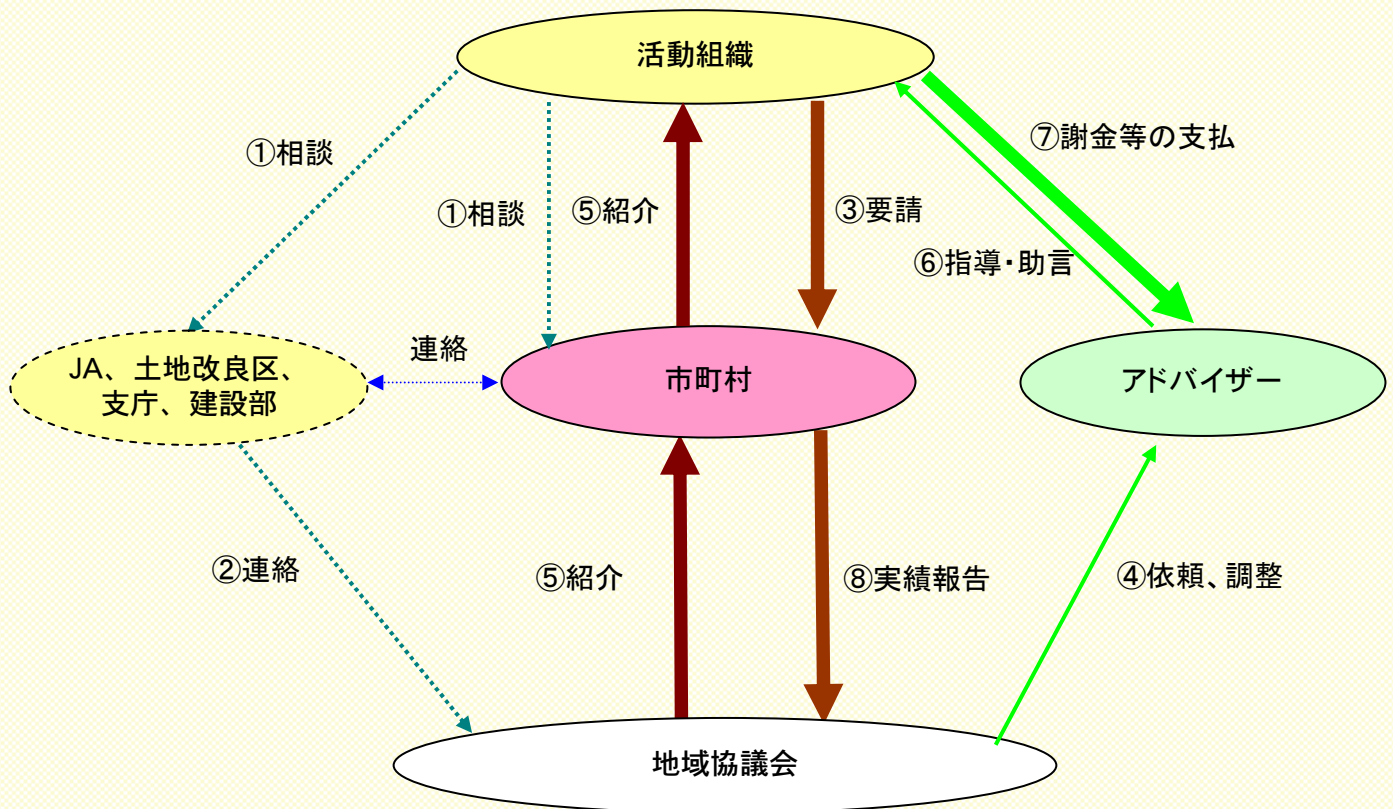 活動組織
①相談
①相談
⑤紹介
③要請
⑦謝金等の支払
⑥指導・助言
JA、土地改良区、
支庁、建設部
連絡
市町村
アドバイザー
②連絡
⑤紹介
⑧実績報告
④依頼、調整
地域協議会